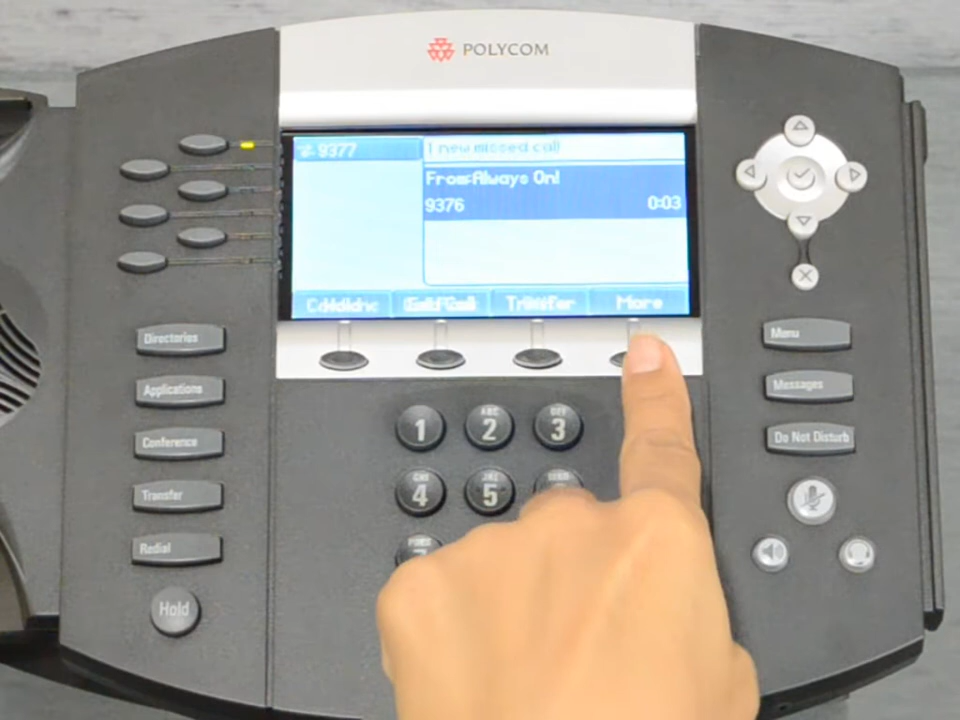 POLYCOM
9377
1 new missed call
From:Always On!
9376 0:03
More
Directories
Applications
Conference
Transfer
Redial
Hold
Menu
Messages
Do Not Disturb
1
ABC
2
DEF
3
GHI
4
JKL
5